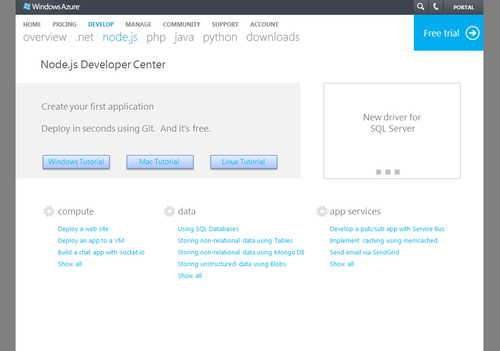 Windows Azure
PORTAL
HOME PRICING DEVELOP MANAGE COMMUNITY SUPPORT ACCOUNT
overview .net node.js php java python downloads
Free trial
Node.js Developer Center
Create your first application
Deploy in seconds using Git. And it's free.
Windows Tutorial Mac Tutorial Linux Tutorial
New driver for
SQL Server
compute
Deploy a web site
Deploy an app to a VM
Build a chat app with socket.io
Show all
data
Using SQL Databases
Storing non-relational data using Tables
Storing non-relational data using Mongo DB
Storing unstructured data using Blobs
Show all
app services
Develop a pub/sub app with Service Bus
Implement caching using memcached
Send email via SendGrid
Show all